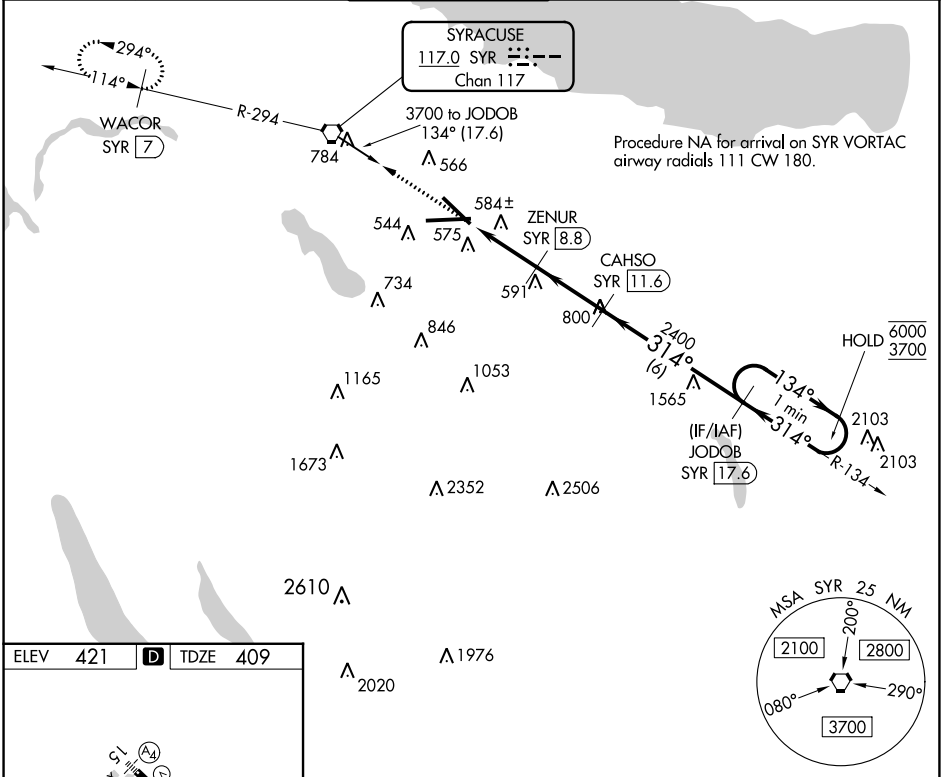 SYRACUSE
117.0 SYR
Chan 117
294°
114°
WACOR
SYR 7
R-294
3700 to JODOB
134° (17.6)
784
566
Procedure NA for arrival on SYR VORTAC
airway radials 111 CW 180.
584±
544
575
ZENUR
SYR 8.8
591
CAHSO
SYR 11.6
800
734
846
2400
314°
(6)
HOLD 6000
3700
1165
1053
1565
134°
1 min
314°
(IF/IAF)
JODOB
SYR 17.6
R-134
2103
2103
1673
2352
2506
2610
1976
2020
MSA SYR 25 NM
200°
2100
2800
080°
290°
3700
ELEV 421 D TDZE 409
15
A4